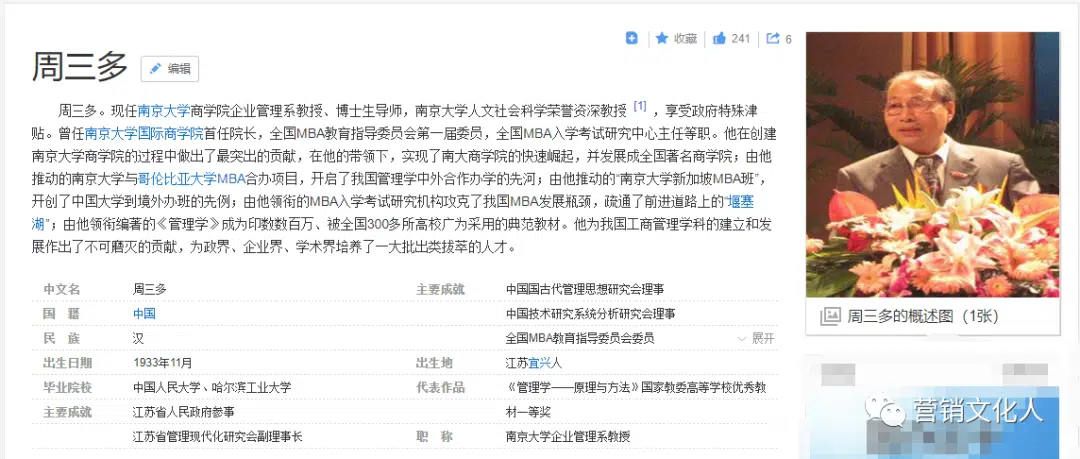 周三多
编辑
收藏
241
6
周三多。现任南京大学商学院企业管理系教授、博士生导师，南京大学人文社会科学荣誉资深教授 [1] ，享受政府特殊津
贴。曾任南京大学国际商学院首任院长，全国MBA教育指导委员会第一届委员，全国MBA入学考试研究中心主任等职。他在创建
南京大学商学院的过程中做出了最突出的贡献，在他的带领下，实现了南大商学院的快速崛起，并发展成全国著名商学院；由他
推动的南京大学与哥伦比亚大学MBA合办项目，开启了我国管理学中外合作办学的先河；由他推动的“南京大学新加坡MBA班”，
开创了中国大学到境外办班的先例；由他领衔的MBA入学考试研究机构攻克了我国MBA发展瓶颈，疏通了前进道路上的“堰塞
湖”；由他领衔编著的《管理学》成为印数数百万、被全国300多所高校广为采用的典范教材。他为我国工商管理学科的建立和发
展作出了不可磨灭的贡献，为政界、企业界、学术界培养了一大批出类拔萃的人才。
中文名 周三多 主要成就 中国国古代管理思想研究会理事
国 籍 中国 中国技术研究系统分析研究会理事
民 族 汉 全国MBA教育指导委员会委员 展开
出生日期 1933年11月 出生地 江苏宜兴人
毕业院校 中国人民大学、哈尔滨工业大学 代表作品 《管理学——原理与方法》国家教委高等学校优秀教
主要成就 江苏省人民政府参事 材一等奖
江苏省管理现代化研究会副理事长 职 称 南京大学企业管理系教授
周三多的概述图（1张）
营销文化人